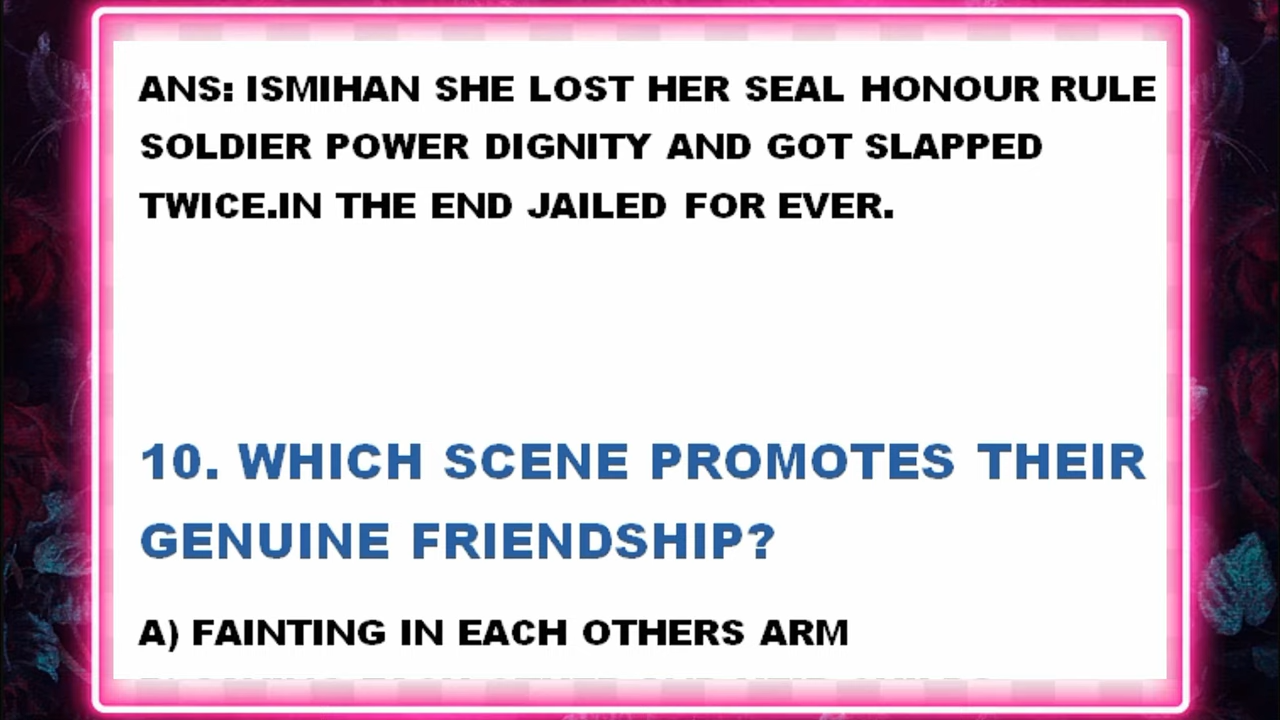 ANS: ISMIHAN SHE LOST HER SEAL HONOUR RULE
SOLDIER POWER DIGNITY AND GOT SLAPPED
TWICE.IN THE END JAILED FOR EVER.
10. WHICH SCENE PROMOTES THEIR
GENUINE FRIENDSHIP?
A) FAINTING IN EACH OTHERS ARM